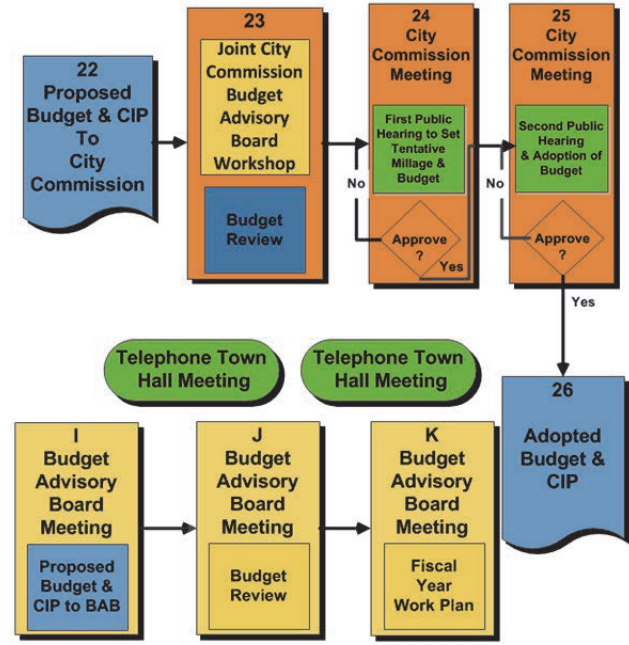 22
Proposed
Budget & CIP
To
City
Commission
23
Joint City
Commission
Budget
Advisory
Board
Workshop
Budget
Review
24
City
Commission
Meeting
First Public
Hearing to Set
Tentative
Millage &
Budget
No
Approve
?
Yes
25
City
Commission
Meeting
Second Public
Hearing
& Adoption of
Budget
No
Approve
?
Yes
Telephone Town
Hall Meeting
Telephone Town
Hall Meeting
26
Adopted
Budget &
CIP
I
Budget
Advisory
Board
Meeting
Proposed
Budget &
CIP to BAB
J
Budget
Advisory
Board
Meeting
Budget
Review
K
Budget
Advisory
Board
Meeting
Fiscal
Year
Work Plan